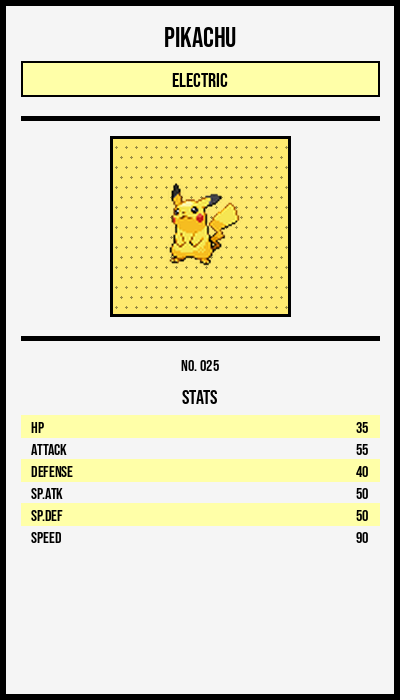 PIKACHU
ELECTRIC
NO. 025
STATS
HP 35
ATTACK 55
DEFENSE 40
SP.ATK 50
SP.DEF 50
SPEED 90